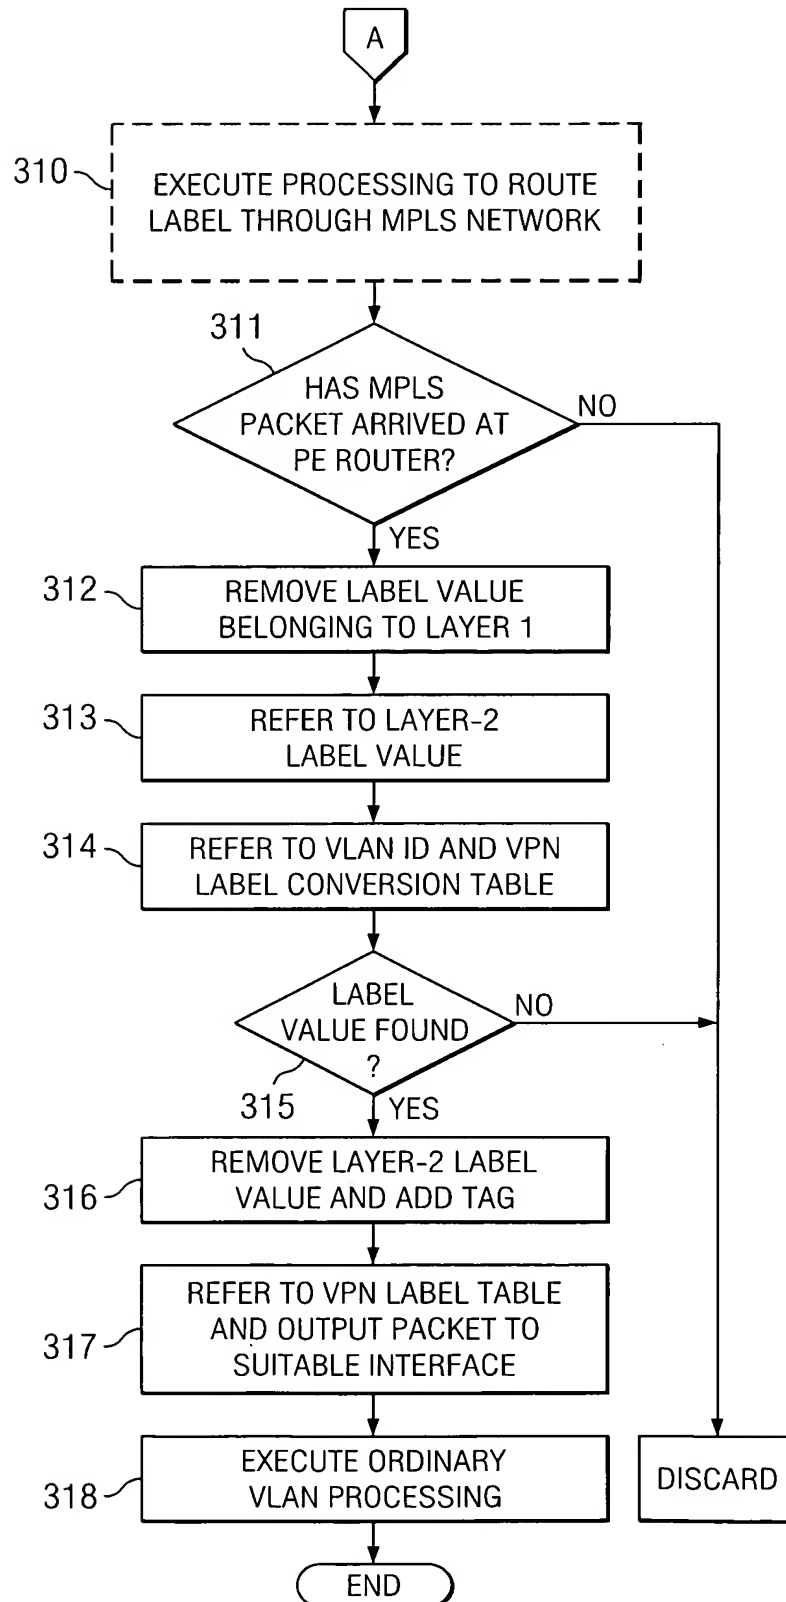 A
310
EXECUTE PROCESSING TO ROUTE
LABEL THROUGH MPLS NETWORK
311
HAS MPLS
PACKET ARRIVED AT
PE ROUTER?
NO
YES
312
REMOVE LABEL VALUE
BELONGING TO LAYER 1
313
REFER TO LAYER-2
LABEL VALUE
314
REFER TO VLAN ID AND VPN
LABEL CONVERSION TABLE
LABEL
VALUE FOUND
?
NO
315
YES
316
REMOVE LAYER-2 LABEL
VALUE AND ADD TAG
317
REFER TO VPN LABEL TABLE
AND OUTPUT PACKET TO
SUITABLE INTERFACE
318
EXECUTE ORDINARY
VLAN PROCESSING
DISCARD
END